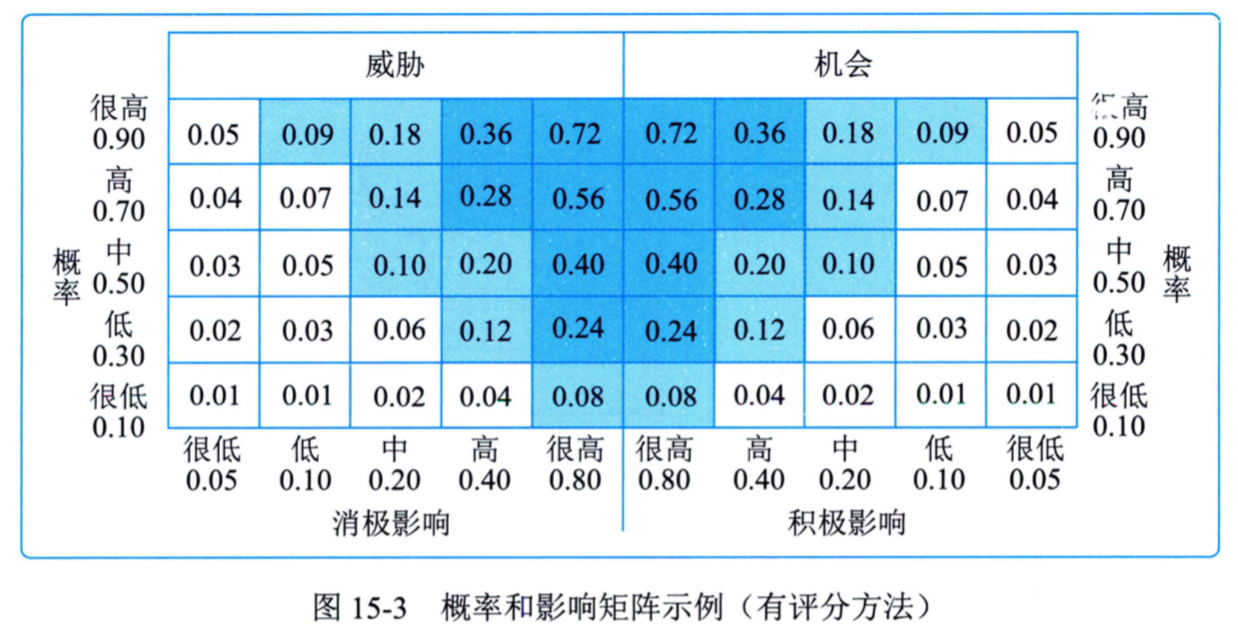 威胁 机会
很高 0.90 0.05 0.09 0.18 0.36 0.72 0.72 0.36 0.18 0.09 0.05 很高 0.90
高 0.70 0.04 0.07 0.14 0.28 0.56 0.56 0.28 0.14 0.07 0.04 高 0.70
概率 中 0.50 0.03 0.05 0.10 0.20 0.40 0.40 0.20 0.10 0.05 0.03 中 0.50 概率
低 0.30 0.02 0.03 0.06 0.12 0.24 0.24 0.12 0.06 0.03 0.02 低 0.30
很低 0.10 0.01 0.01 0.02 0.04 0.08 0.08 0.04 0.02 0.01 0.01 很低 0.10
很低 低 中 高 很高 很高 高 中 低 很低
0.05 0.10 0.20 0.40 0.80 0.80 0.40 0.20 0.10 0.05
消极影响 积极影响
图 15-3 概率和影响矩阵示例（有评分方法）